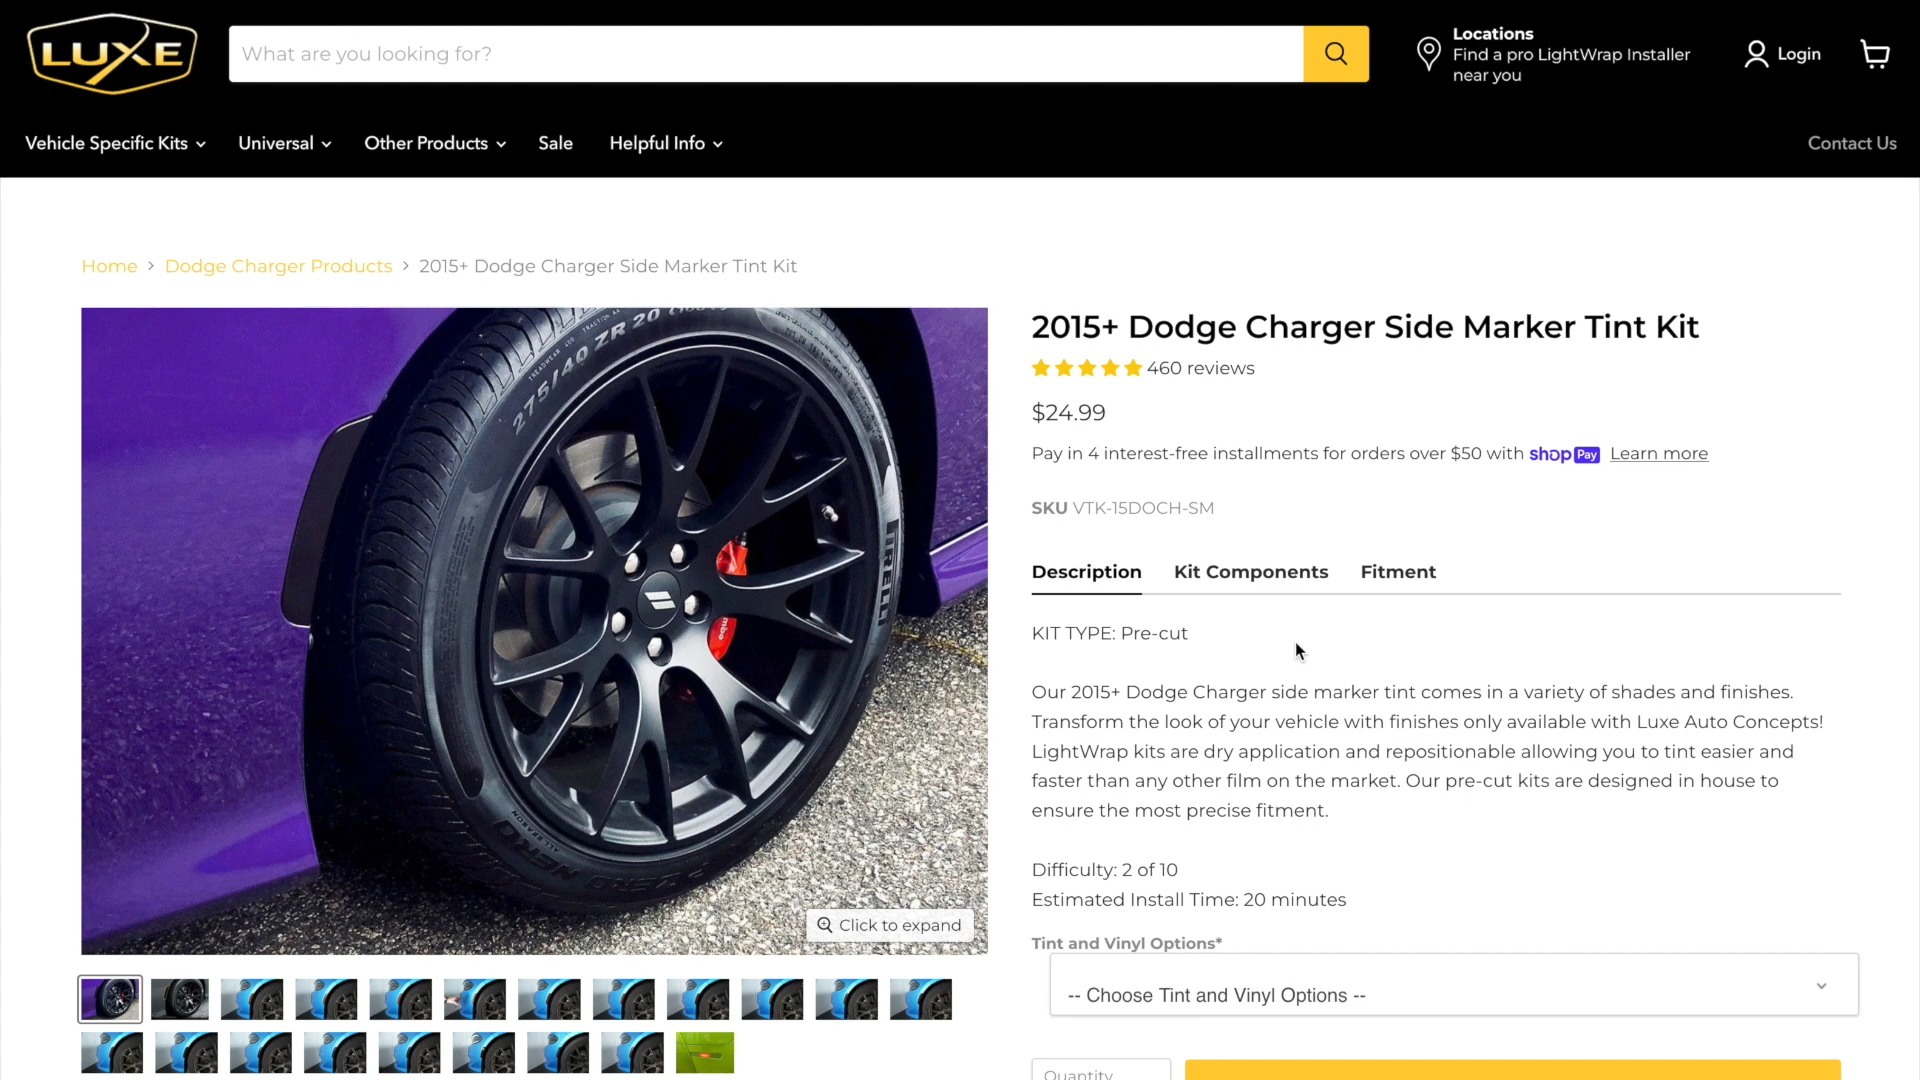 LUXE
What are you looking for?
Locations
Find a pro LightWrap Installer
near you
Login
Vehicle Specific Kits
Universal
Other Products
Sale
Helpful Info
Contact Us
Home > Dodge Charger Products > 2015+ Dodge Charger Side Marker Tint Kit
275/40 ZR 20
TREADWEAR 400
PIRELLI
P ZERO NERO
ALL SEASON
Click to expand
2015+ Dodge Charger Side Marker Tint Kit
460 reviews
$24.99
Pay in 4 interest-free installments for orders over $50 with shop Pay Learn more
SKU VTK-15DOCH-SM
Description
Kit Components
Fitment
KIT TYPE: Pre-cut
Our 2015+ Dodge Charger side marker tint comes in a variety of shades and finishes.
Transform the look of your vehicle with finishes only available with Luxe Auto Concepts!
LightWrap kits are dry application and repositionable allowing you to tint easier and
faster than any other film on the market. Our pre-cut kits are designed in house to
ensure the most precise fitment.
Difficulty: 2 of 10
Estimated Install Time: 20 minutes
Tint and Vinyl Options*
-- Choose Tint and Vinyl Options --
Quantity